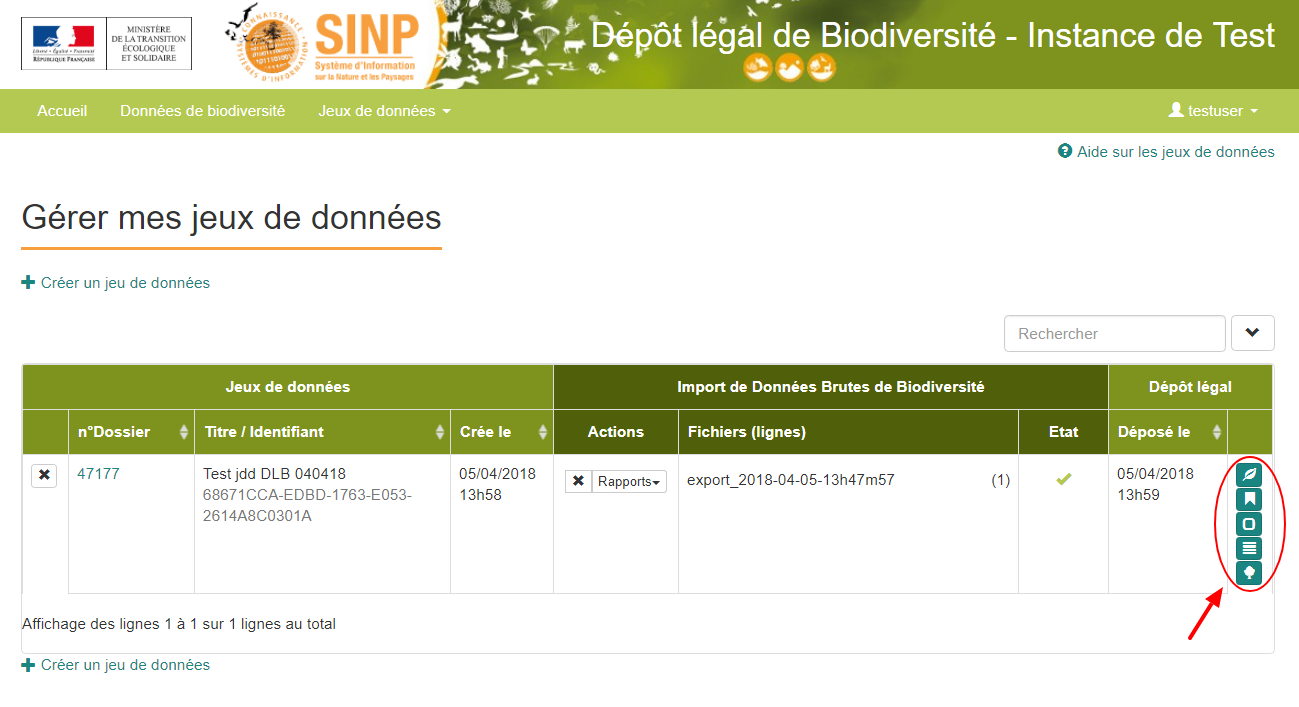 Liberté • Égalité • Fraternité
RÉPUBLIQUE FRANÇAISE
MINISTÈRE
DE LA TRANSITION
ÉCOLOGIQUE
ET SOLIDAIRE
SINP
Système d'Information
sur la Nature et les Paysages
Dépôt légal de Biodiversité - Instance de Test
Accueil
Données de biodiversité
Jeux de données
testuser
Aide sur les jeux de données
Gérer mes jeux de données
Créer un jeu de données
Rechercher
Jeux de données
Import de Données Brutes de Biodiversité
Dépôt légal
n°Dossier
Titre / Identifiant
Crée le
Actions
Fichiers (lignes)
Etat
Déposé le
47177
Test jdd DLB 040418
68671CCA-EDBD-1763-E053-
2614A8C0301A
05/04/2018
13h58
Rapports
export_2018-04-05-13h47m57
(1)
05/04/2018
13h59
Affichage des lignes 1 à 1 sur 1 lignes au total
Créer un jeu de données